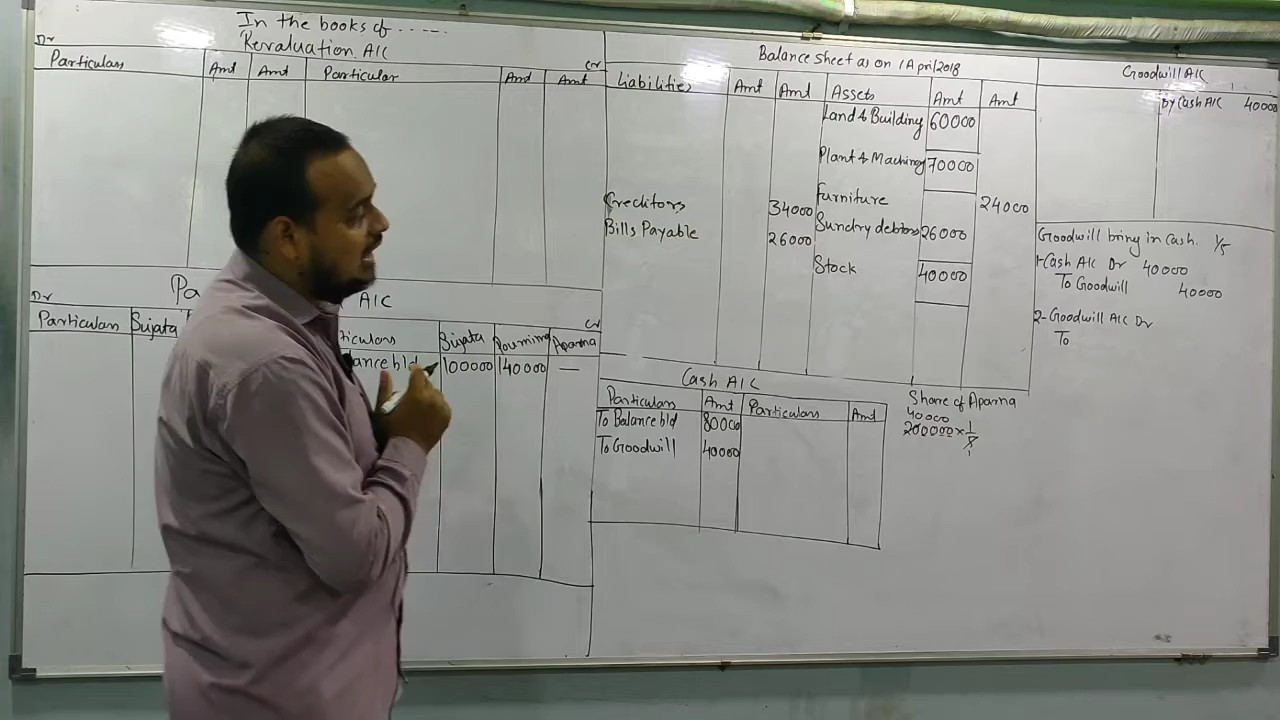 In the books of - - - - -
Revaluation A/C
Dr
Cr
Particulars Amt Amt Particular Amt Amt
Pa
A/C
Dr
Cr
Particulars Sujata
ticulars Sujata Pournima Aparna
lance b/d 100000 140000 —
Balance sheet as on 1 April 2018
Liabilities Amt Amt Assets Amt Amt
Land & Building 60000
Plant & Machinery 70000
Furniture 24000
Creditors 34000
Sundry debtors 26000
Bills Payable 26000
Stock 40000
Cash A/C
Particulars Amt Particulars Amt
To Balance b/d 80000
To Goodwill 40000
Share of Aparna
40000
200000 × 1/5
1
Goodwill A/C
By Cash A/C 40000
Goodwill bring in cash. 1/5
1- Cash A/C Dr 40000
To Goodwill 40000
2- Goodwill A/C Dr
To